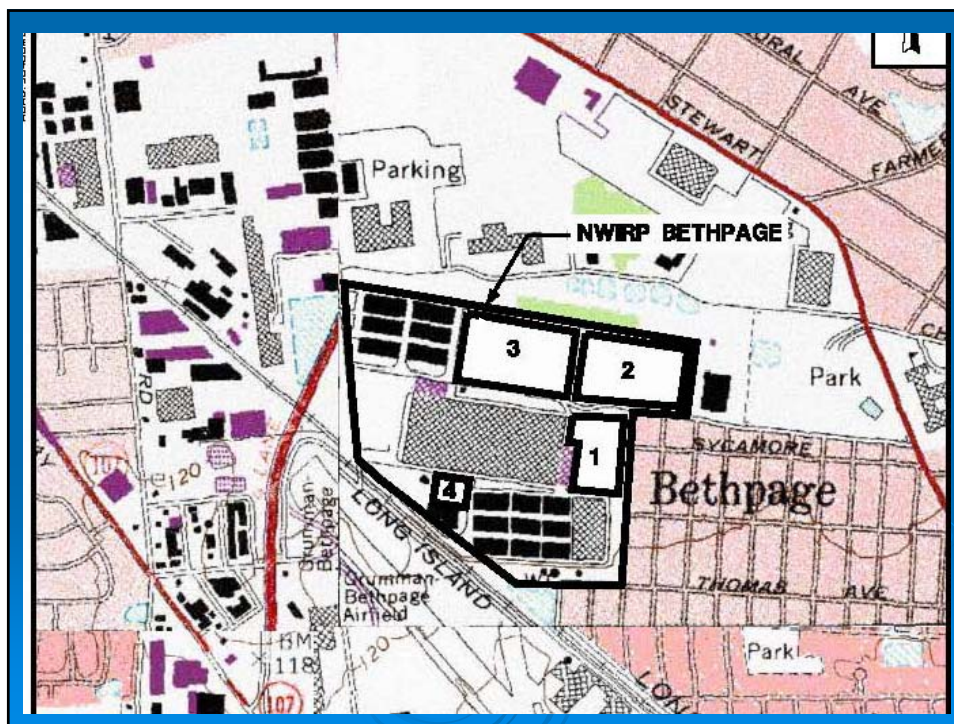 STEWART
AVE
Parking
NWIRP BETHPAGE
3
2
Park
RD
SYCAMORE
1
Bethpage
107
120
4
LONG ISLAND
Grumman-
Bethpage
THOMAS AVE
Grumman-
Bethpage
Airfield
BM
118
120
Park
107